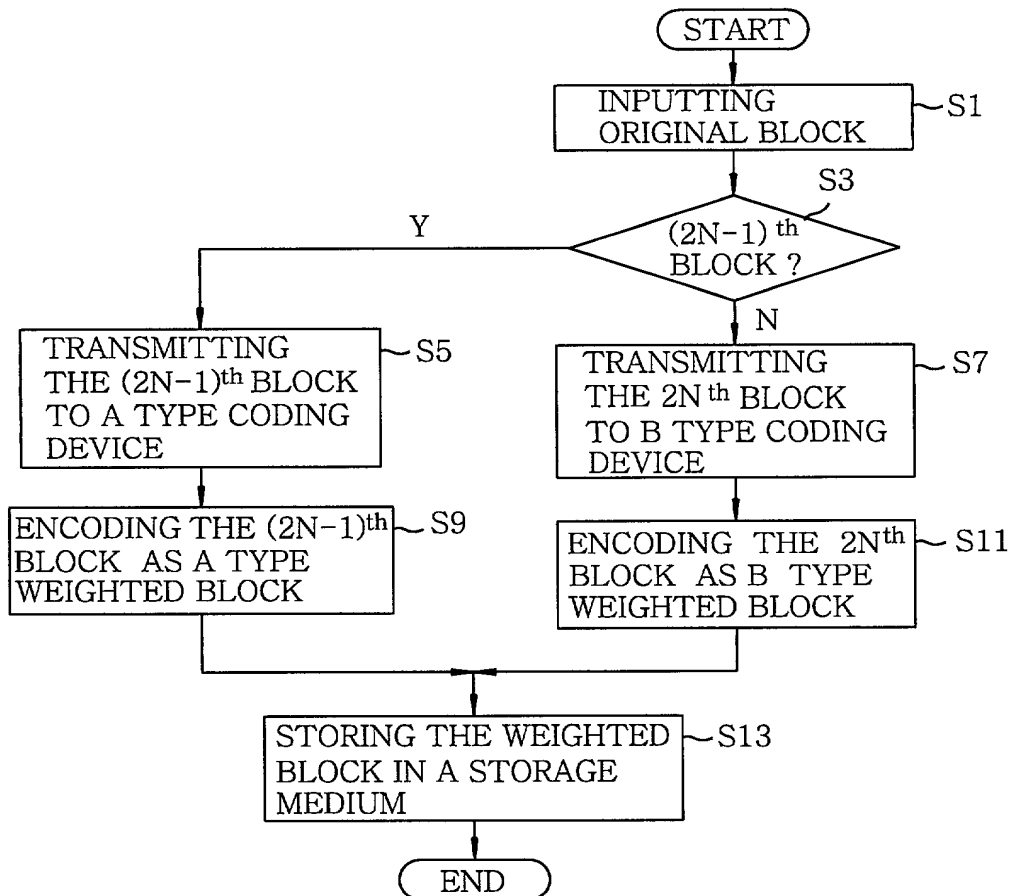 START
INPUTTING
ORIGINAL BLOCK
S1
S3
(2N-1)th
BLOCK ?
Y
N
TRANSMITTING
THE (2N-1)th BLOCK
TO A TYPE CODING
DEVICE
S5
TRANSMITTING
THE 2Nth BLOCK
TO B TYPE CODING
DEVICE
S7
ENCODING THE (2N-1)th
BLOCK AS A TYPE
WEIGHTED BLOCK
S9
ENCODING THE 2Nth
BLOCK AS B TYPE
WEIGHTED BLOCK
S11
STORING THE WEIGHTED
BLOCK IN A STORAGE
MEDIUM
S13
END